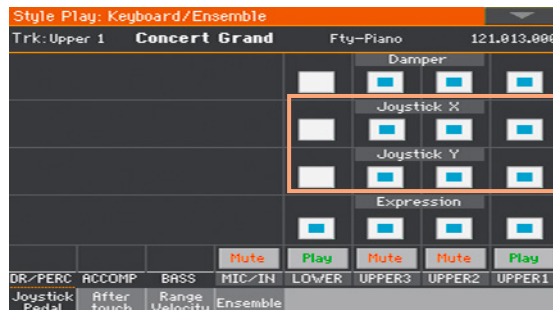 Style Play: Keyboard/Ensemble
Trk:Upper 1 Concert Grand Fty-Piano 121.013.000
Damper
Joystick X
Joystick Y
Expression
Mute Play Mute Mute Play
DR/PERC ACCOMP BASS MIC/IN LOWER UPPER3 UPPER2 UPPER1
Joystick After Range Ensemble
Pedal touch Velocity